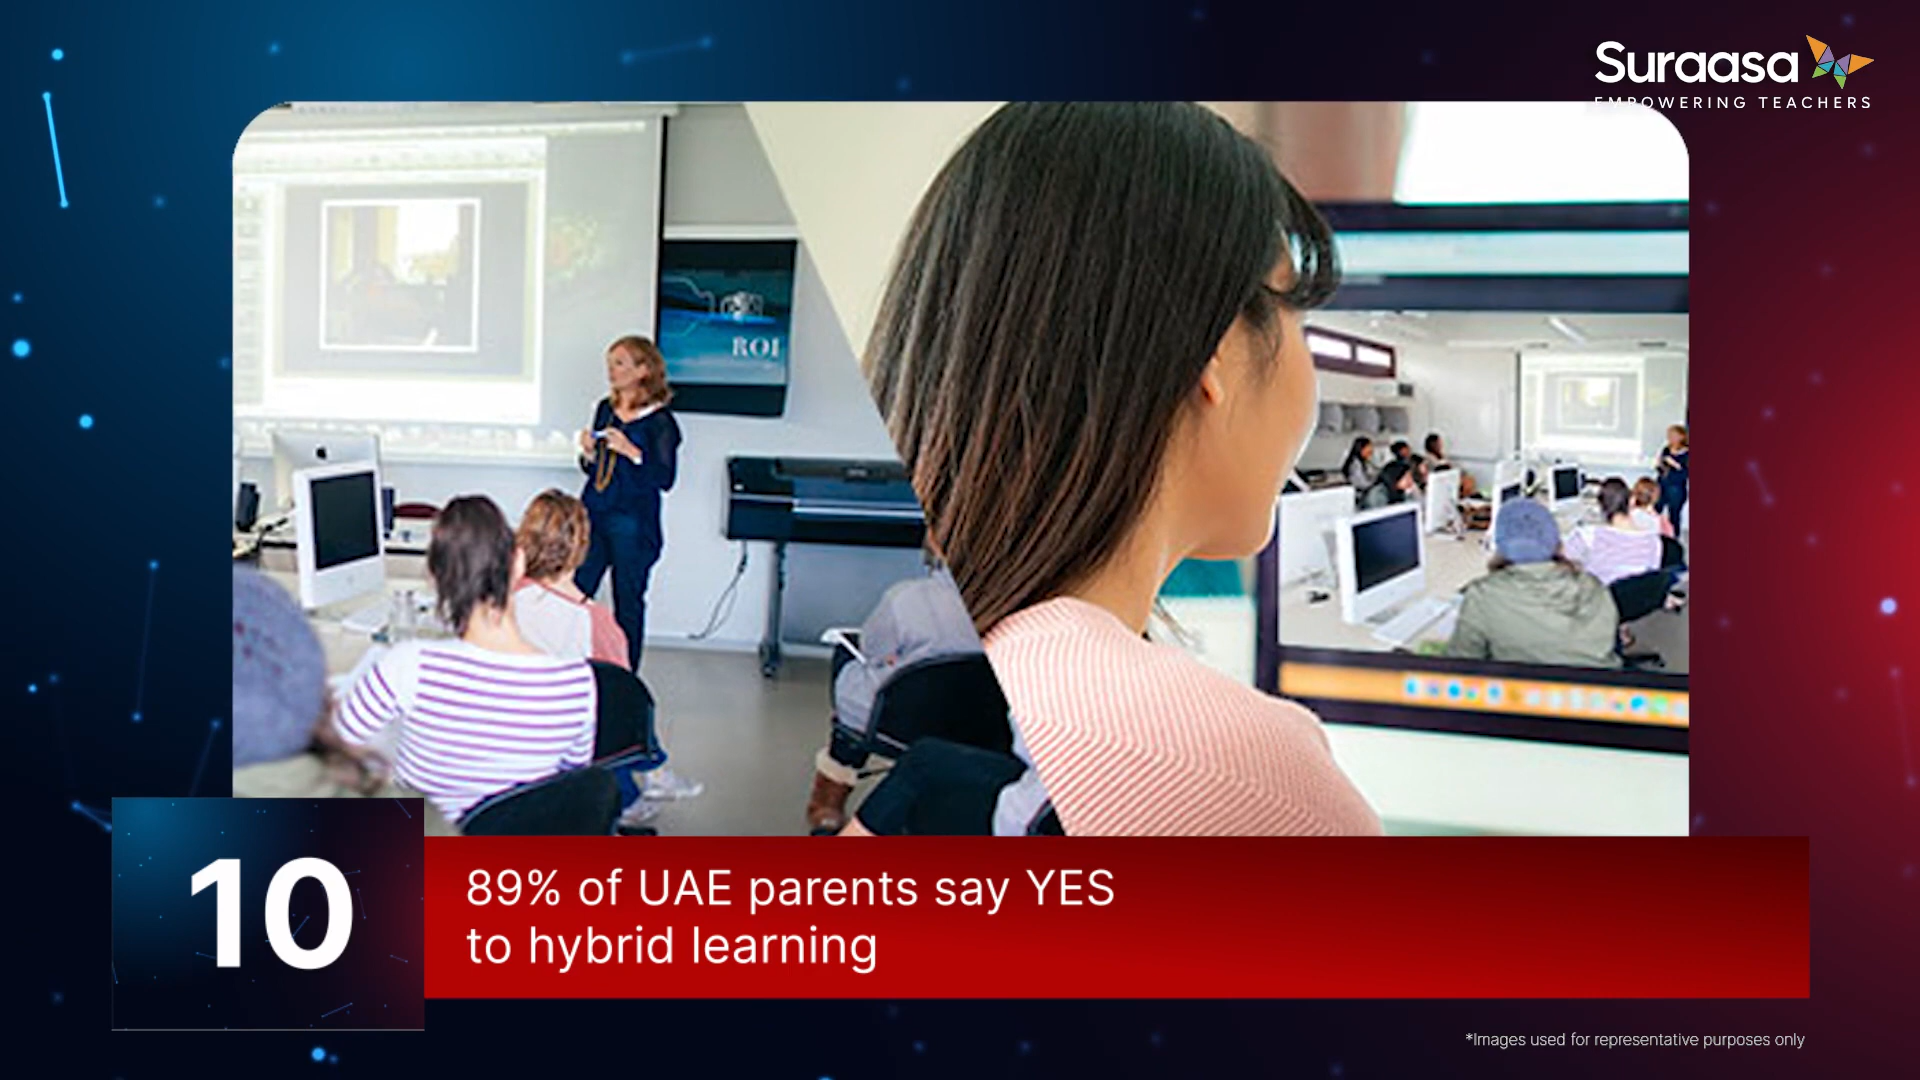 Suraasa
EMPOWERING TEACHERS
ROI
10
89% of UAE parents say YES
to hybrid learning
*Images used for representative purposes only